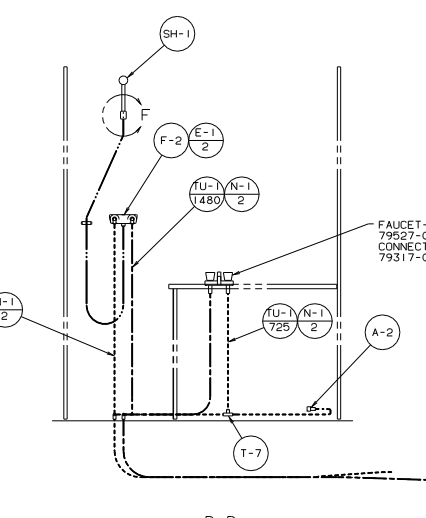 SH-1
F
F-2
E-1
2
TU-1
1480
N-1
2
FAUCET-
79527-0
CONNECT
79317-0
TU-1
725
N-1
2
2
A-2
T-7